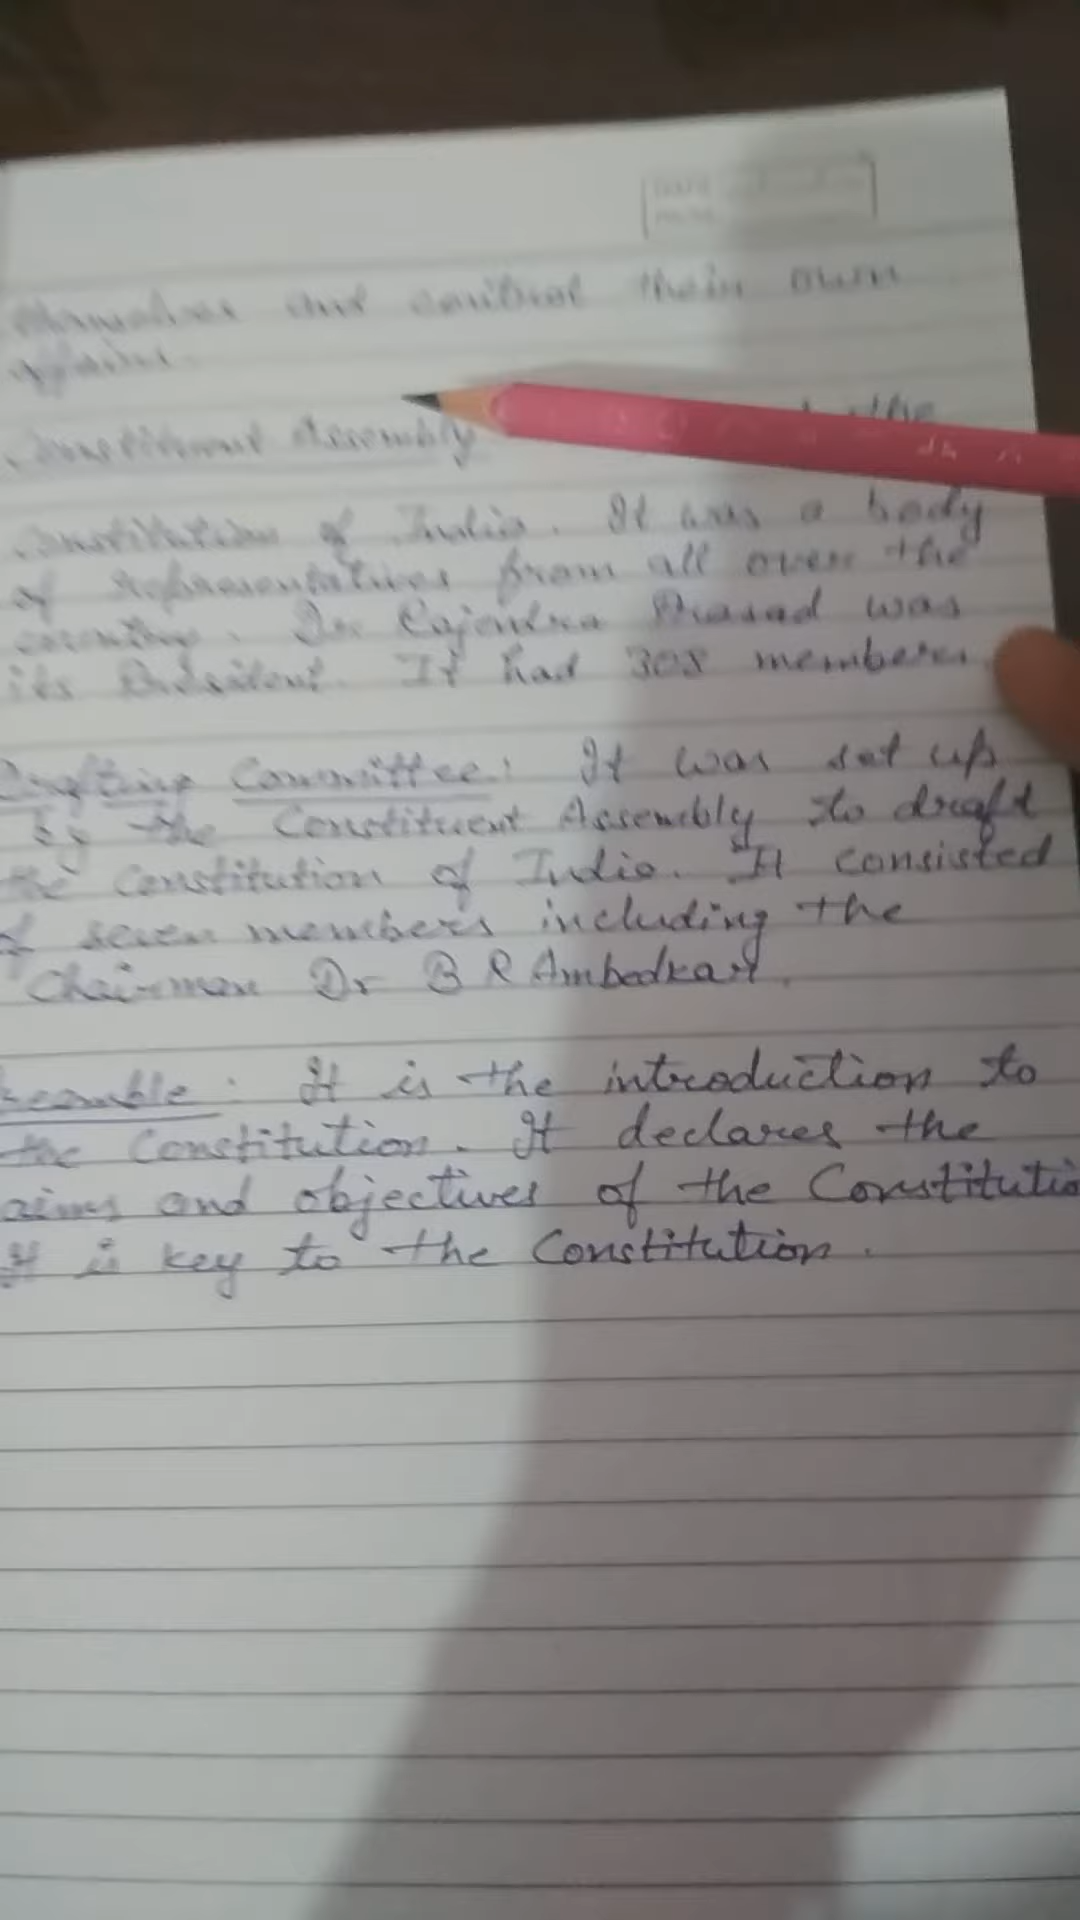 and control their own
affairs.
Constituent Assembly the
Constitution of India. It was a body
of representatives from all over the
country. Dr. Rajendra Prasad was
its President. It had 308 members
Drafting Committee: It was set up
by the Constituent Assembly to draft
the Constitution of India. It consisted
of seven members including the
Chairman Dr B R Ambedkar.
Preamble: It is the introduction to
the Constitution. It declares the
aims and objectives of the Constitutio
It is key to the Constitution.